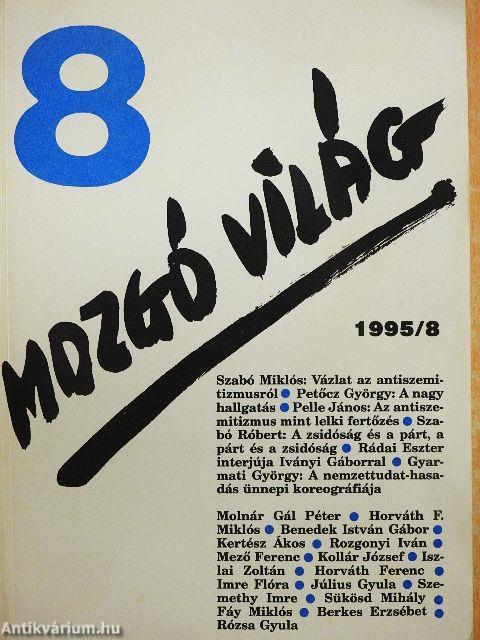 8
MOZGÓ VILÁG
1995/8
Szabó Miklós: Vázlat az antiszemi-
tizmusról ● Petőcz György: A nagy
hallgatás ● Pelle János: Az antisze-
mitizmus mint lelki fertőzés ● Sza-
bó Róbert: A zsidóság és a párt, a
párt és a zsidóság ● Rádai Eszter
interjúja Iványi Gáborral ● Gyar-
mati György: A nemzettudat-hasa-
dás ünnepi koreográfiája
Molnár Gál Péter ● Horváth F.
Miklós ● Benedek István Gábor ●
Kertész Ákos ● Rozgonyi Iván ●
Mező Ferenc ● Kollár József ● Isz-
lai Zoltán ● Horváth Ferenc ●
Imre Flóra ● Július Gyula ● Sze-
methy Imre ● Sükösd Mihály ●
Fáy Miklós ● Berkes Erzsébet ●
Rózsa Gyula
Antikvárium.hu